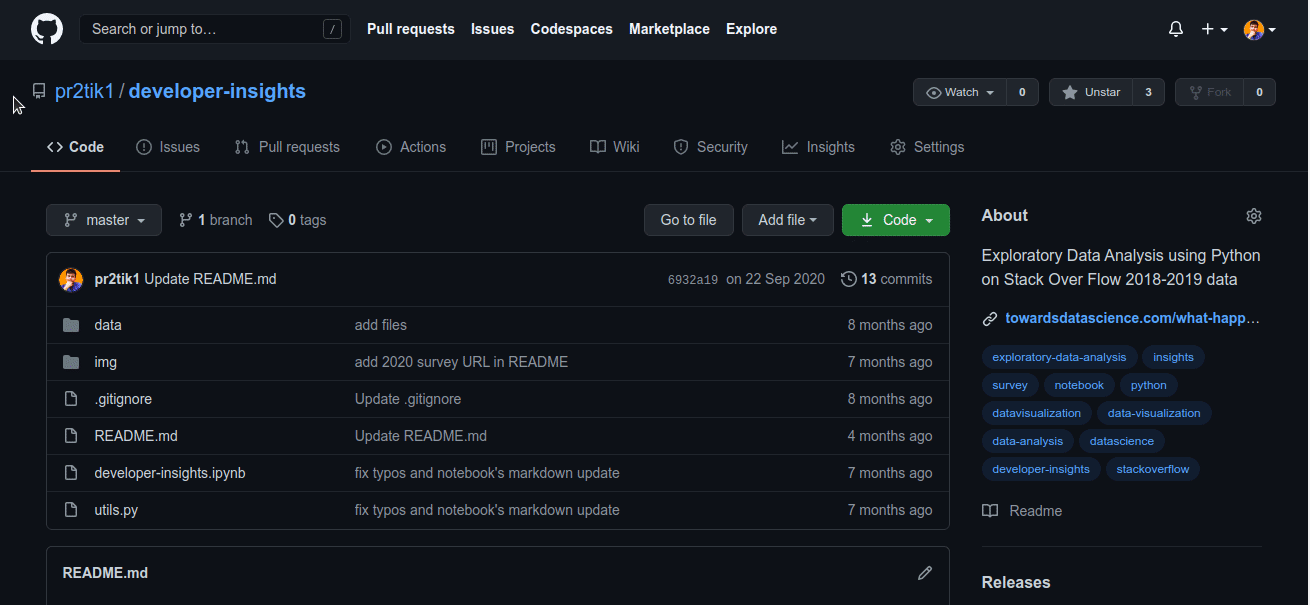 Search or jump to… / Pull requests Issues Codespaces Marketplace Explore
pr2tik1 / developer-insights Watch 0 Unstar 3 Fork 0
Code Issues Pull requests Actions Projects Wiki Security Insights Settings
master 1 branch 0 tags Go to file Add file Code
pr2tik1 Update README.md 6932a19 on 22 Sep 2020 13 commits
data add files 8 months ago
img add 2020 survey URL in README 7 months ago
.gitignore Update .gitignore 8 months ago
README.md Update README.md 4 months ago
developer-insights.ipynb fix typos and notebook's markdown update 7 months ago
utils.py fix typos and notebook's markdown update 7 months ago
README.md
About
Exploratory Data Analysis using Python
on Stack Over Flow 2018-2019 data
towardsdatascience.com/what-happ…
exploratory-data-analysis insights
survey notebook python
datavisualization data-visualization
data-analysis datascience
developer-insights stackoverflow
Readme
Releases